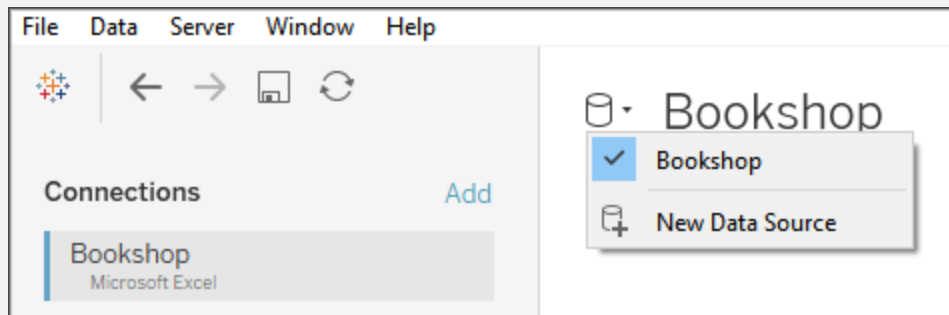 File Data Server Window Help
Bookshop
Bookshop
New Data Source
Connections Add
Bookshop
Microsoft Excel